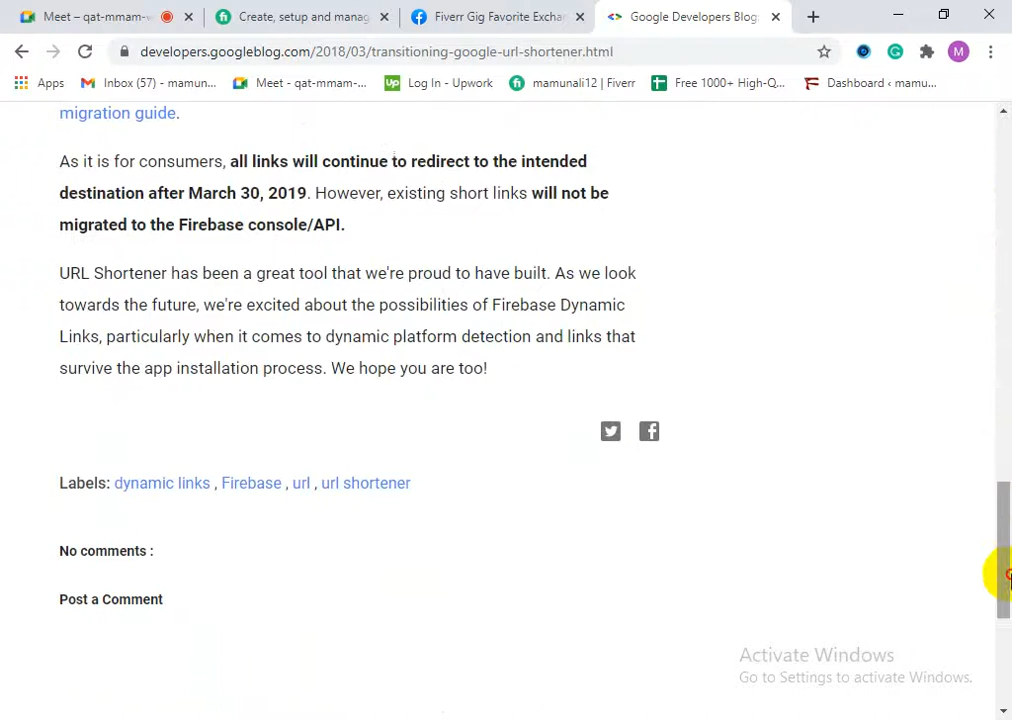 Meet – qat-mmam-
Create, setup and manag
Fiverr Gig Favorite Excha
Google Developers Blog:
developers.googleblog.com/2018/03/transitioning-google-url-shortener.html
M
Apps
Inbox (57) - mamun...
Meet - qat-mmam-...
Up
Log In - Upwork
mamunali12 | Fiverr
Free 1000+ High-Q...
Dashboard ‹ mamu...
migration guide.
As it is for consumers, all links will continue to redirect to the intended
destination after March 30, 2019. However, existing short links will not be
migrated to the Firebase console/API.
URL Shortener has been a great tool that we're proud to have built. As we look
towards the future, we're excited about the possibilities of Firebase Dynamic
Links, particularly when it comes to dynamic platform detection and links that
survive the app installation process. We hope you are too!
Labels: dynamic links , Firebase , url , url shortener
No comments :
Post a Comment
Activate Windows
Go to Settings to activate Windows.